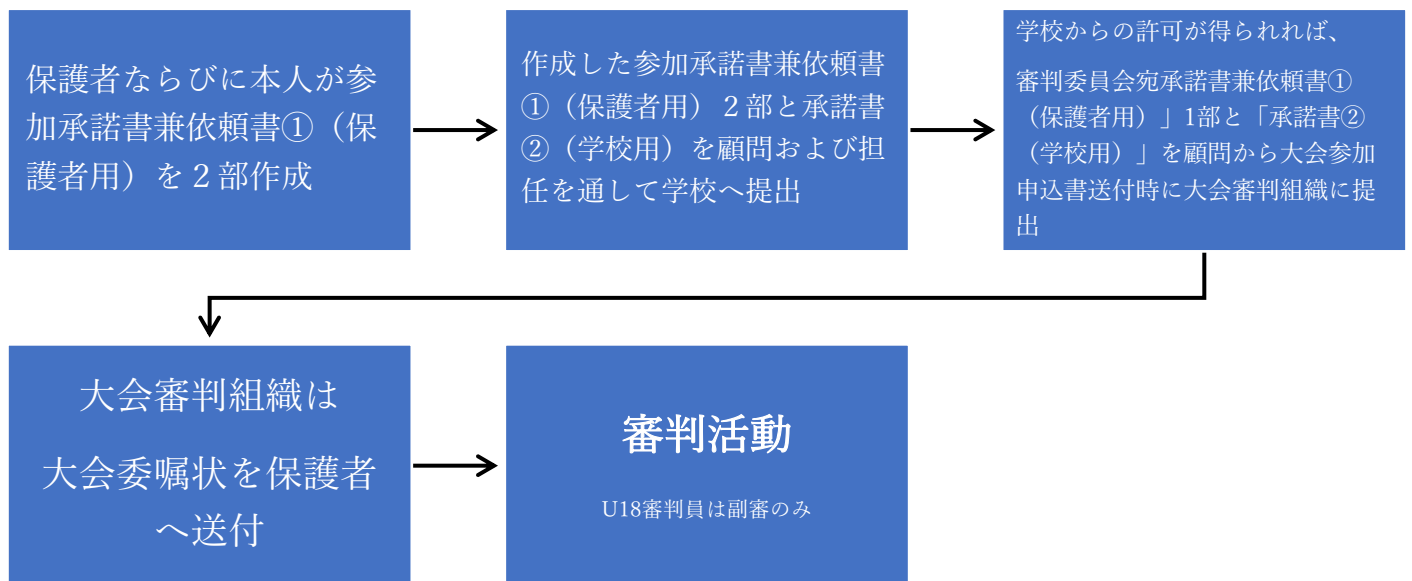 保護者ならびに本人が参
加承諾書兼依頼書①（保
護者用）を２部作成
作成した参加承諾書兼依頼書
①（保護者用）２部と承諾書
②（学校用）を顧問および担
任を通して学校へ提出
学校からの許可が得られれば、
審判委員会宛承諾書兼依頼書①
（保護者用）」1部と「承諾書②
（学校用）」を顧問から大会参加
申込書送付時に大会審判組織に提
出
大会審判組織は
大会委嘱状を保護者
へ送付
審判活動
U18審判員は副審のみ